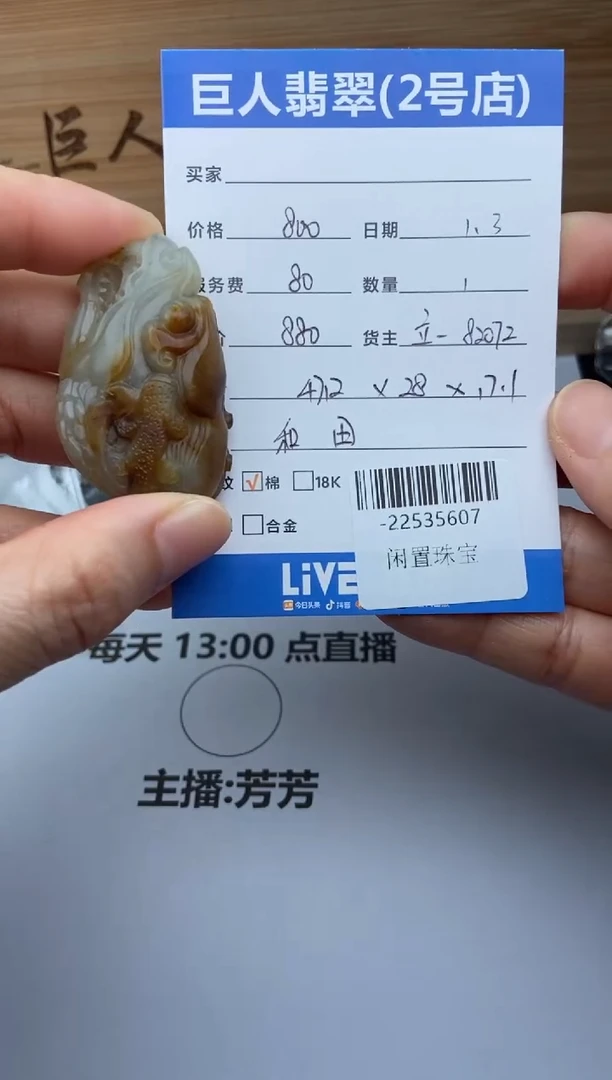 巨人
巨人翡翠(2号店)
买家
价格 800 日期 1.3
服务费 80 数量 1
价 880 货主 立-82072
47.2 x 28 x 17.1
和田
纹 √棉 18K
合金
-22535607
闲置珠宝
LiVE
今日头条 抖音
每天 13:00 点直播
主播:芳芳